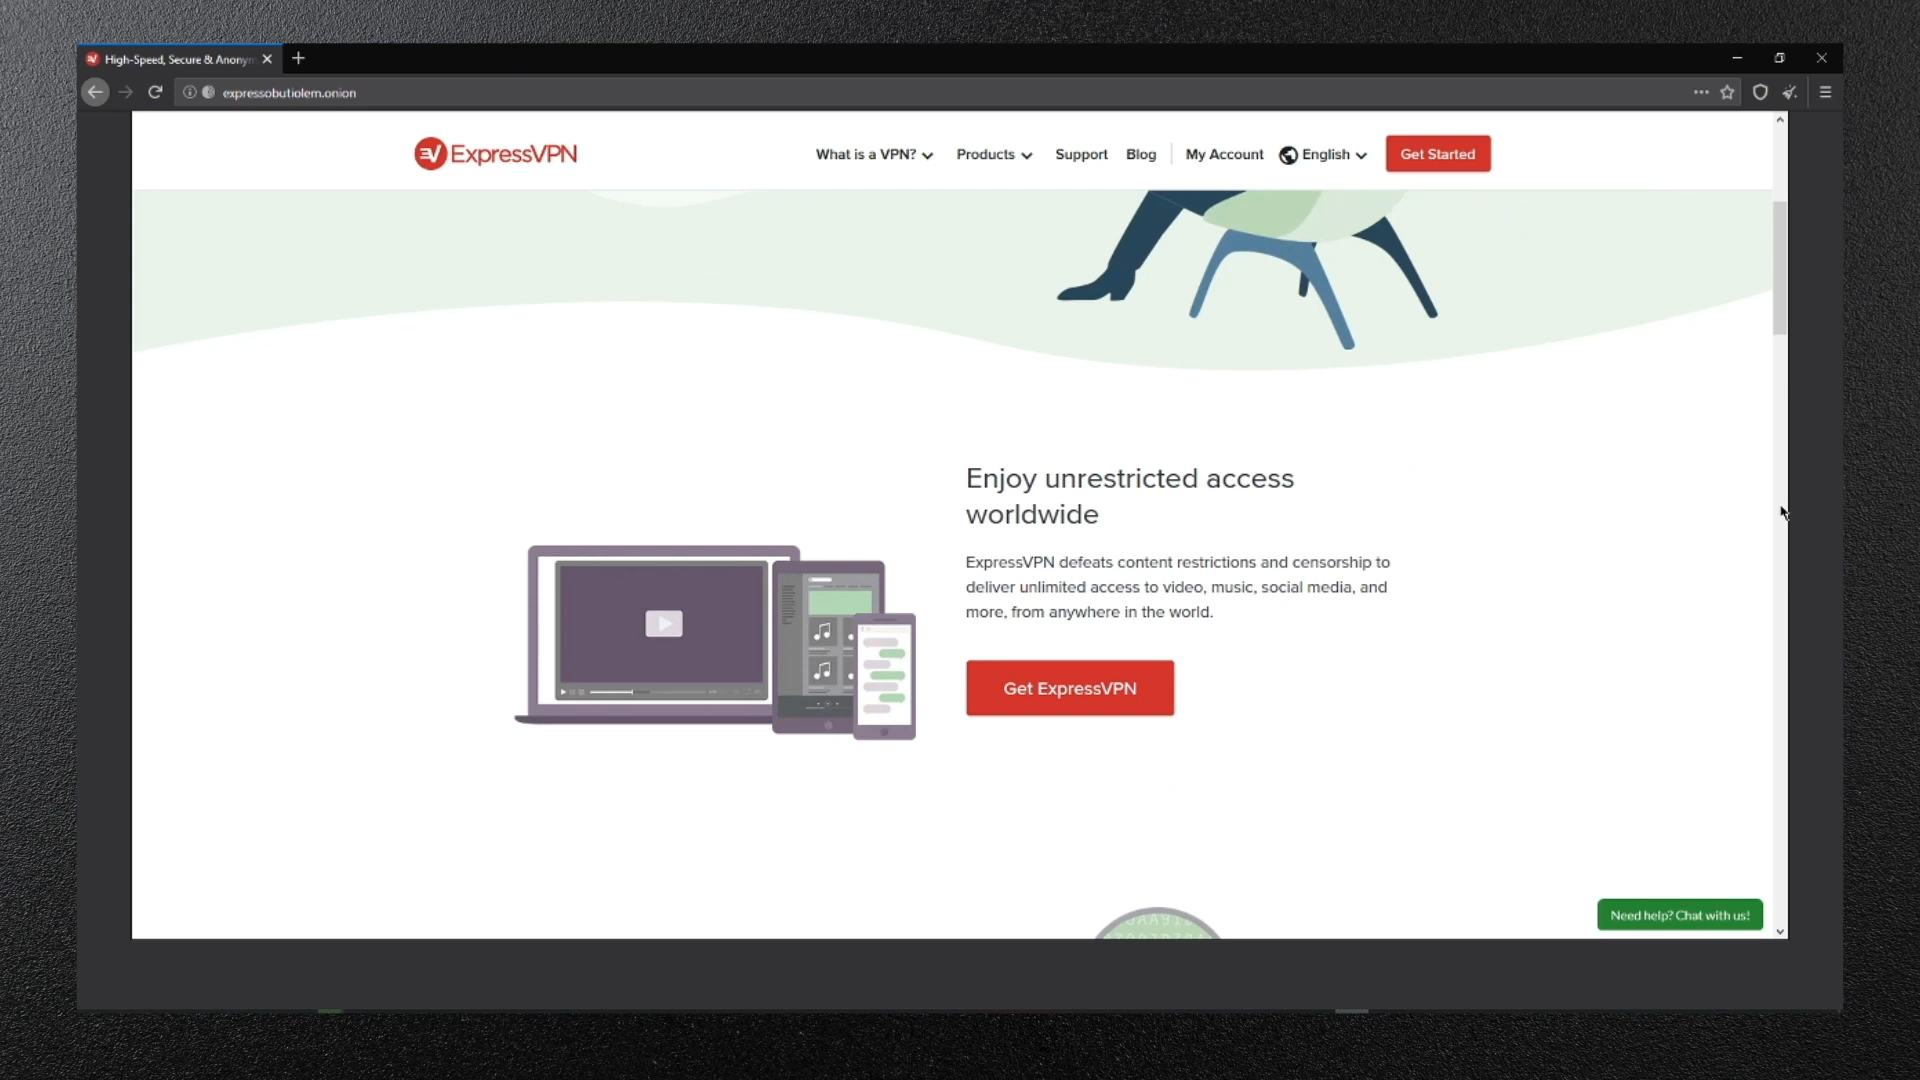 High-Speed, Secure & Anonym
expressobutiolem.onion
ExpressVPN
What is a VPN?
Products
Support
Blog
My Account
English
Get Started
Enjoy unrestricted access
worldwide
ExpressVPN defeats content restrictions and censorship to
deliver unlimited access to video, music, social media, and
more, from anywhere in the world.
Get ExpressVPN
Need help? Chat with us!